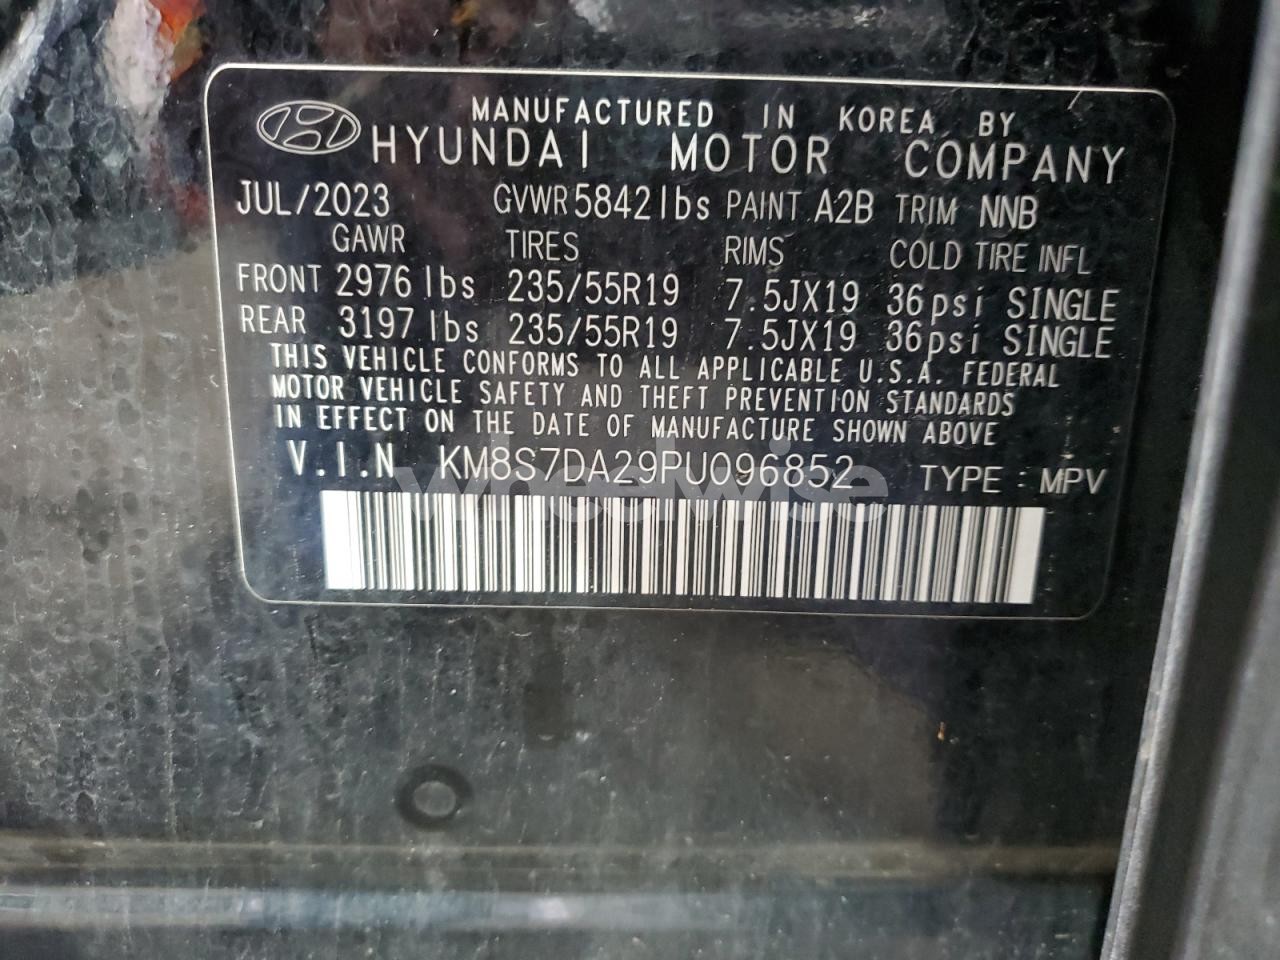 MANUFACTURED IN KOREA BY
HYUNDAI MOTOR COMPANY
JUL/2023 GVWR 5842 lbs PAINT A2B TRIM NNB
GAWR TIRES RIMS COLD TIRE INFL
FRONT 2976 lbs 235/55R19 7.5JX19 36psi SINGLE
REAR 3197 lbs 235/55R19 7.5JX19 36psi SINGLE
THIS VEHICLE CONFORMS TO ALL APPLICABLE U.S.A. FEDERAL
MOTOR VEHICLE SAFETY AND THEFT PREVENTION STANDARDS
IN EFFECT ON THE DATE OF MANUFACTURE SHOWN ABOVE
V.I.N KM8S7DA29PU096852 TYPE : MPV
wheelwise